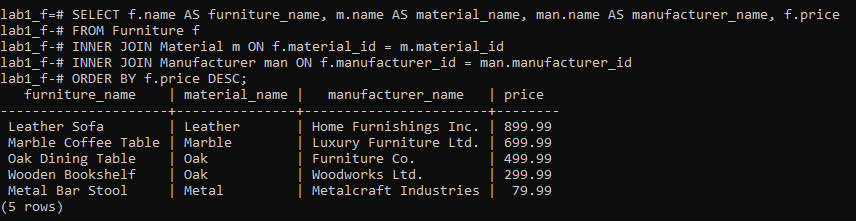 lab1_f=# SELECT f.name AS furniture_name, m.name AS material_name, man.name AS manufacturer_name, f.price
lab1_f-# FROM Furniture f
lab1_f-# INNER JOIN Material m ON f.material_id = m.material_id
lab1_f-# INNER JOIN Manufacturer man ON f.manufacturer_id = man.manufacturer_id
lab1_f-# ORDER BY f.price DESC;
   furniture_name    | material_name |   manufacturer_name   | price
---------------------+---------------+-----------------------+--------
 Leather Sofa        | Leather       | Home Furnishings Inc. | 899.99
 Marble Coffee Table | Marble        | Luxury Furniture Ltd. | 699.99
 Oak Dining Table    | Oak           | Furniture Co.         | 499.99
 Wooden Bookshelf    | Oak           | Woodworks Ltd.        | 299.99
 Metal Bar Stool     | Metal         | Metalcraft Industries |  79.99
(5 rows)